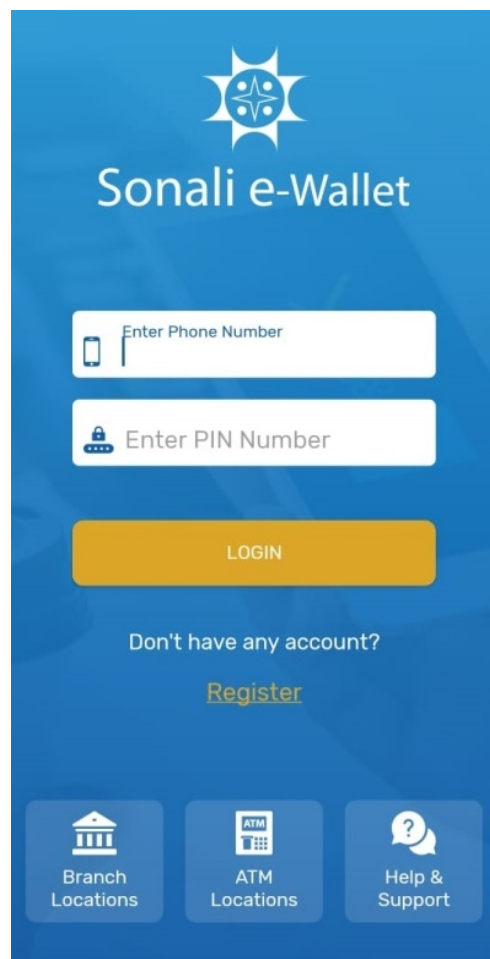 Sonali e-Wallet
Enter Phone Number
Enter PIN Number
LOGIN
Don't have any account?
Register
Branch
Locations
ATM
ATM
Locations
?
Help &
Support